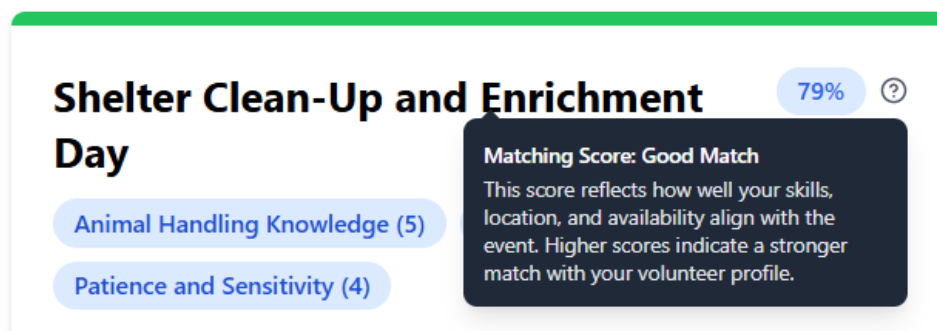 Shelter Clean-Up and Enrichment
Day
79%
?
Matching Score: Good Match
This score reflects how well your skills,
location, and availability align with the
event. Higher scores indicate a stronger
match with your volunteer profile.
Animal Handling Knowledge (5)
Patience and Sensitivity (4)